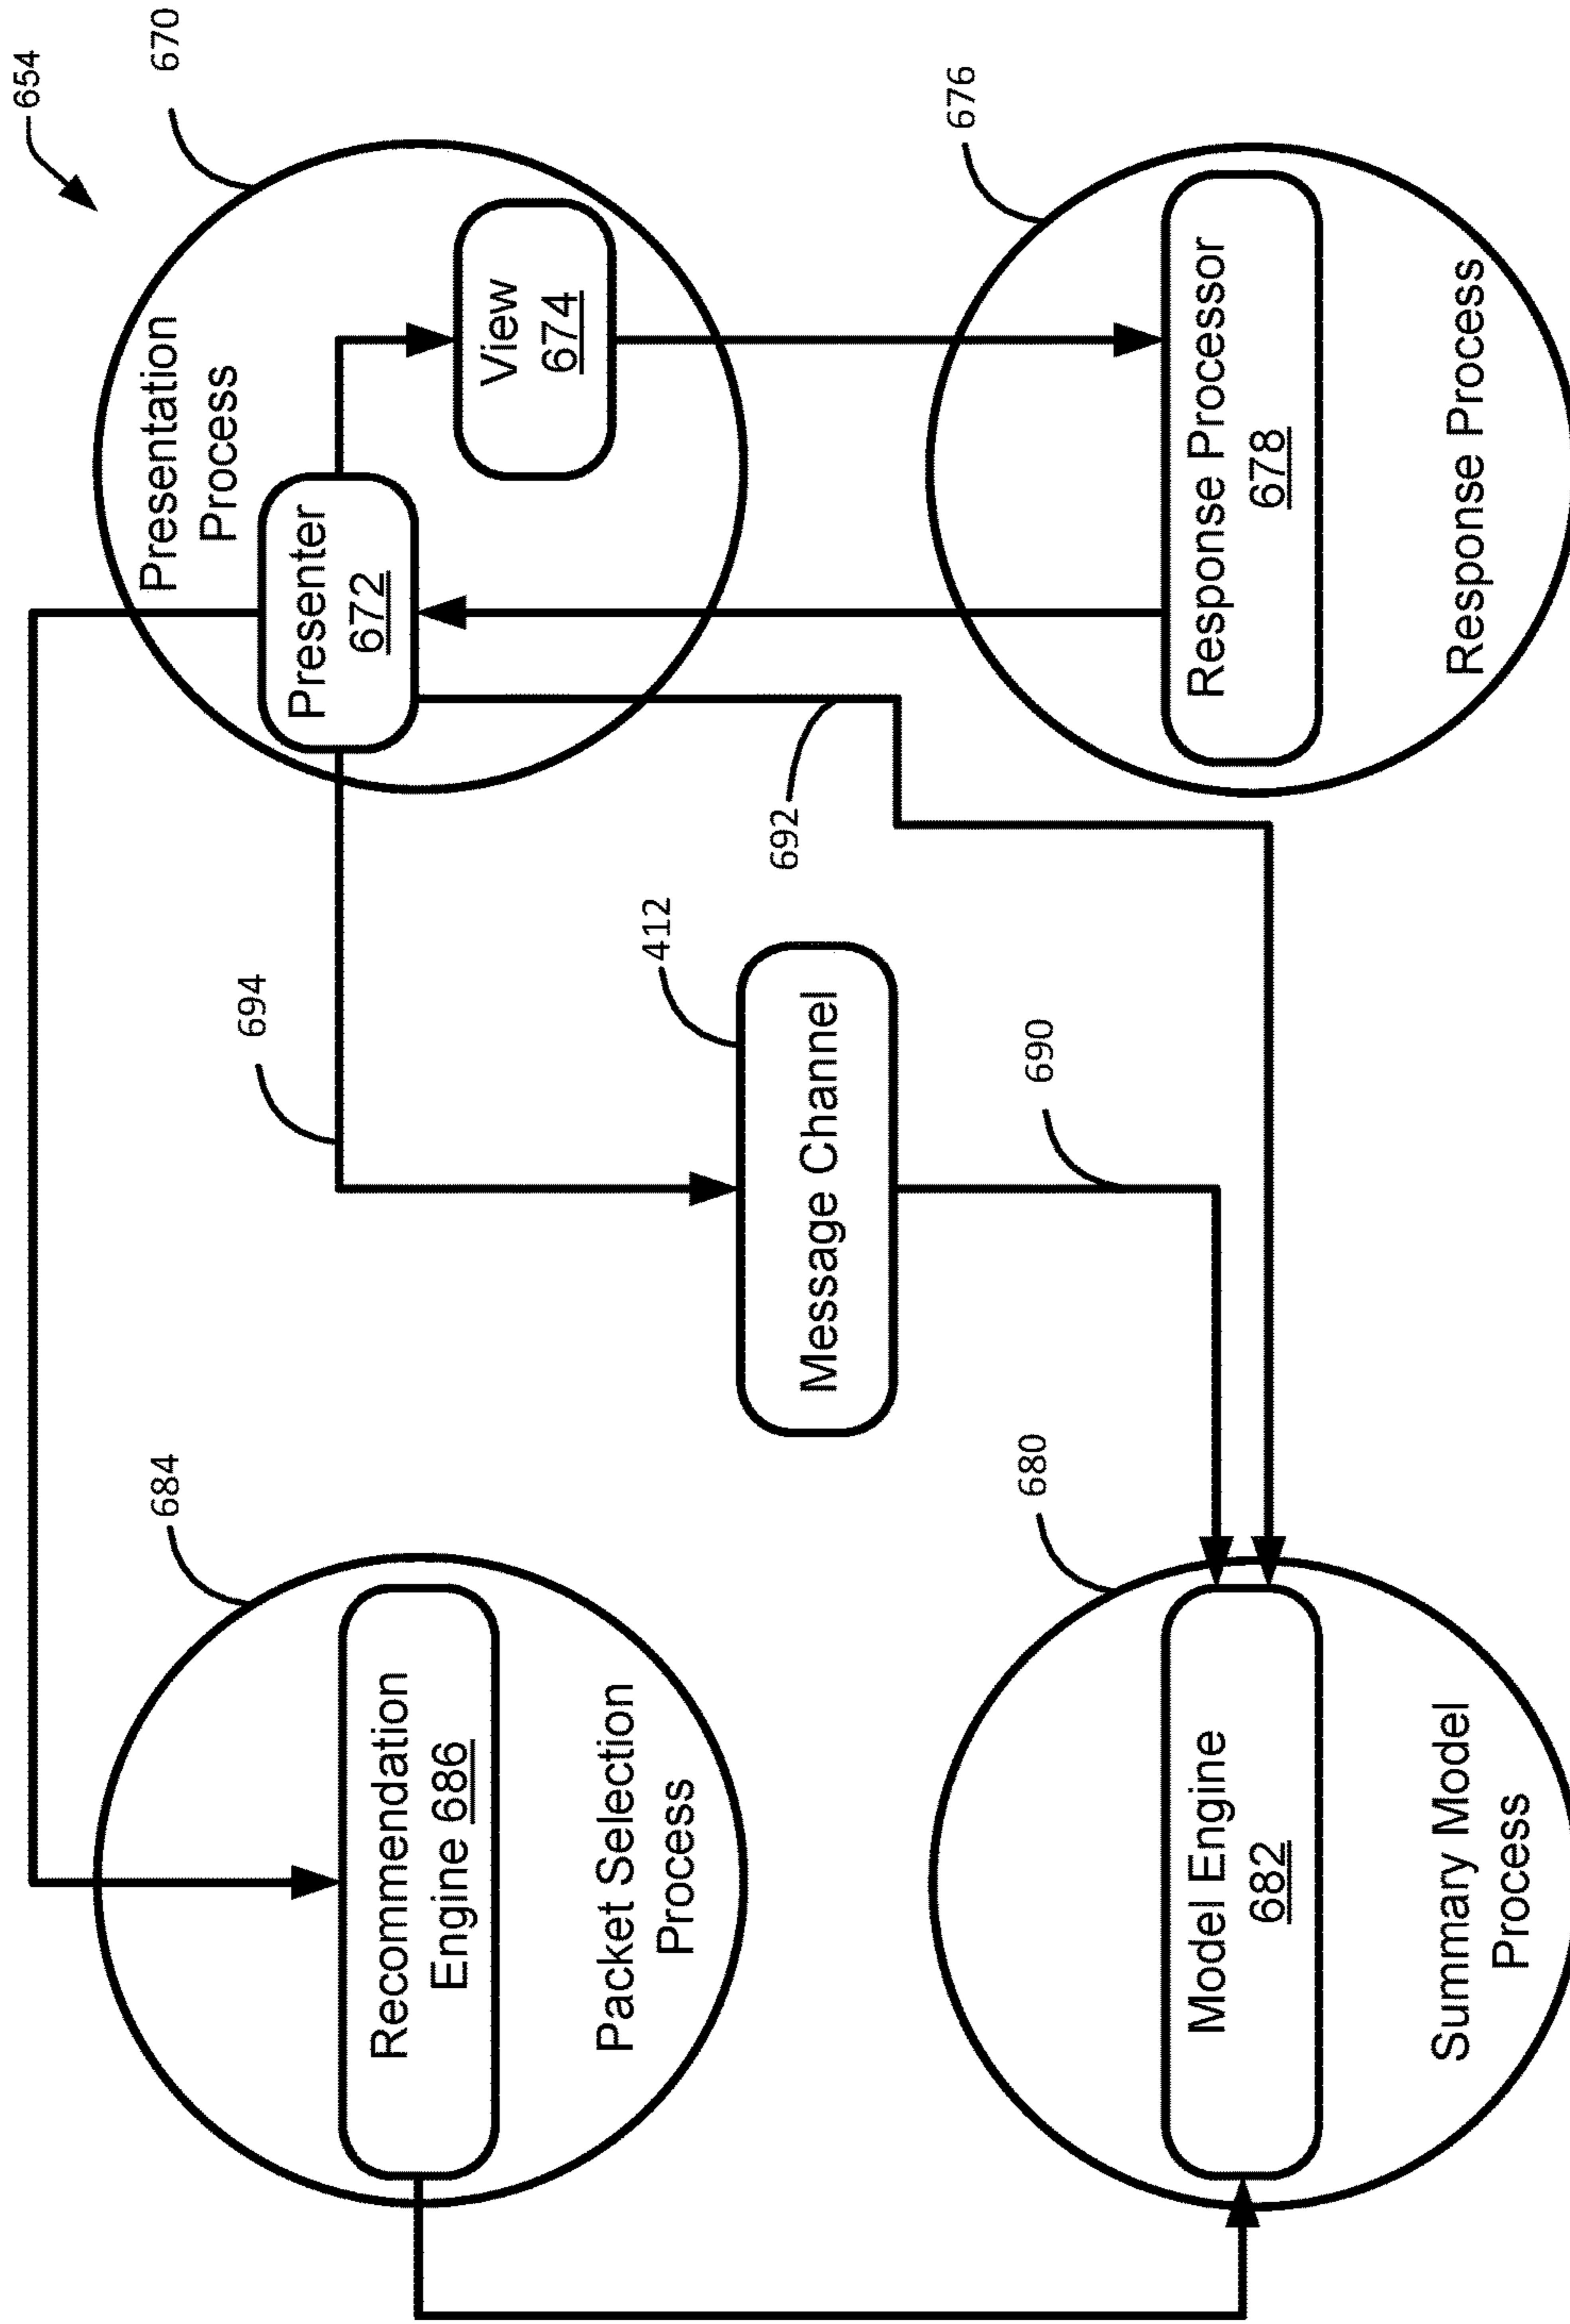 654
684
670
Recommendation
Engine 686
Packet Selection
Process
694
Presentation
Process
Presenter
672
View
674
412
Message Channel
692
690
680
Model Engine
682
Summary Model
Process
676
Response Processor
678
Response Process